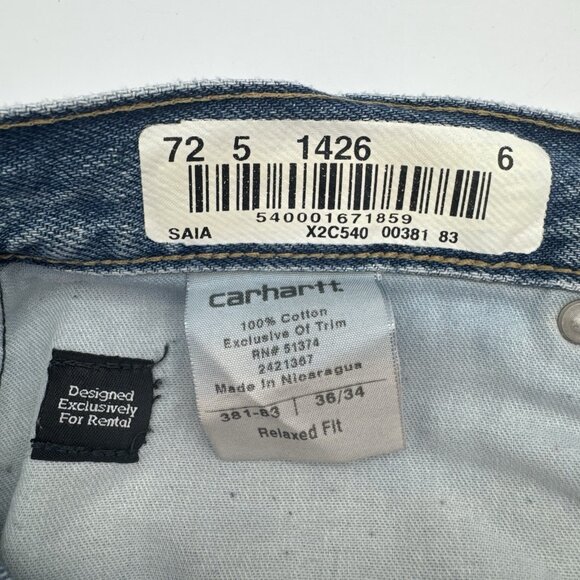 72 5 1426 6
540001671859
SAIA X2C540 00381 83
carhartt
100% Cotton
Exclusive Of Trim
RN# 51374
2421367
Made In Nicaragua
381-83 | 36/34
Relaxed Fit
Designed
Exclusively
For Rental